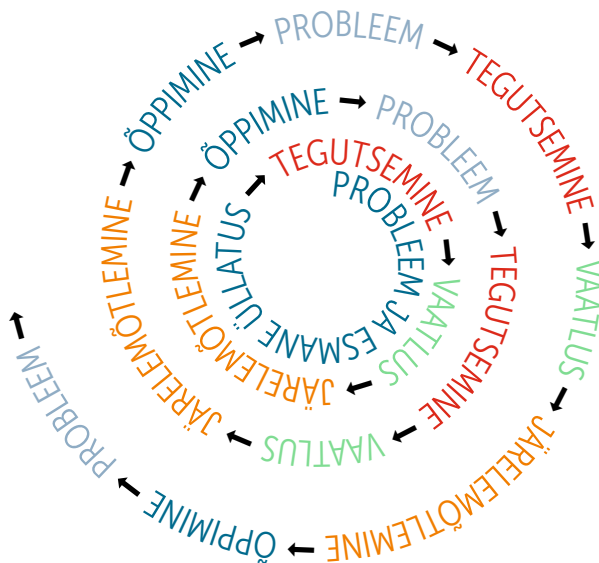 PROBLEEM JA ESMANE ÜLLATUS
TEGUTSEMINE
VAATLUS
JÄRELEMÕTLEMINE
ÕPPIMINE
PROBLEEM
TEGUTSEMINE
VAATLUS
JÄRELEMÕTLEMINE
ÕPPIMINE
PROBLEEM
TEGUTSEMINE
VAATLUS
JÄRELEMÕTLEMINE
ÕPPIMINE
PROBLEEM